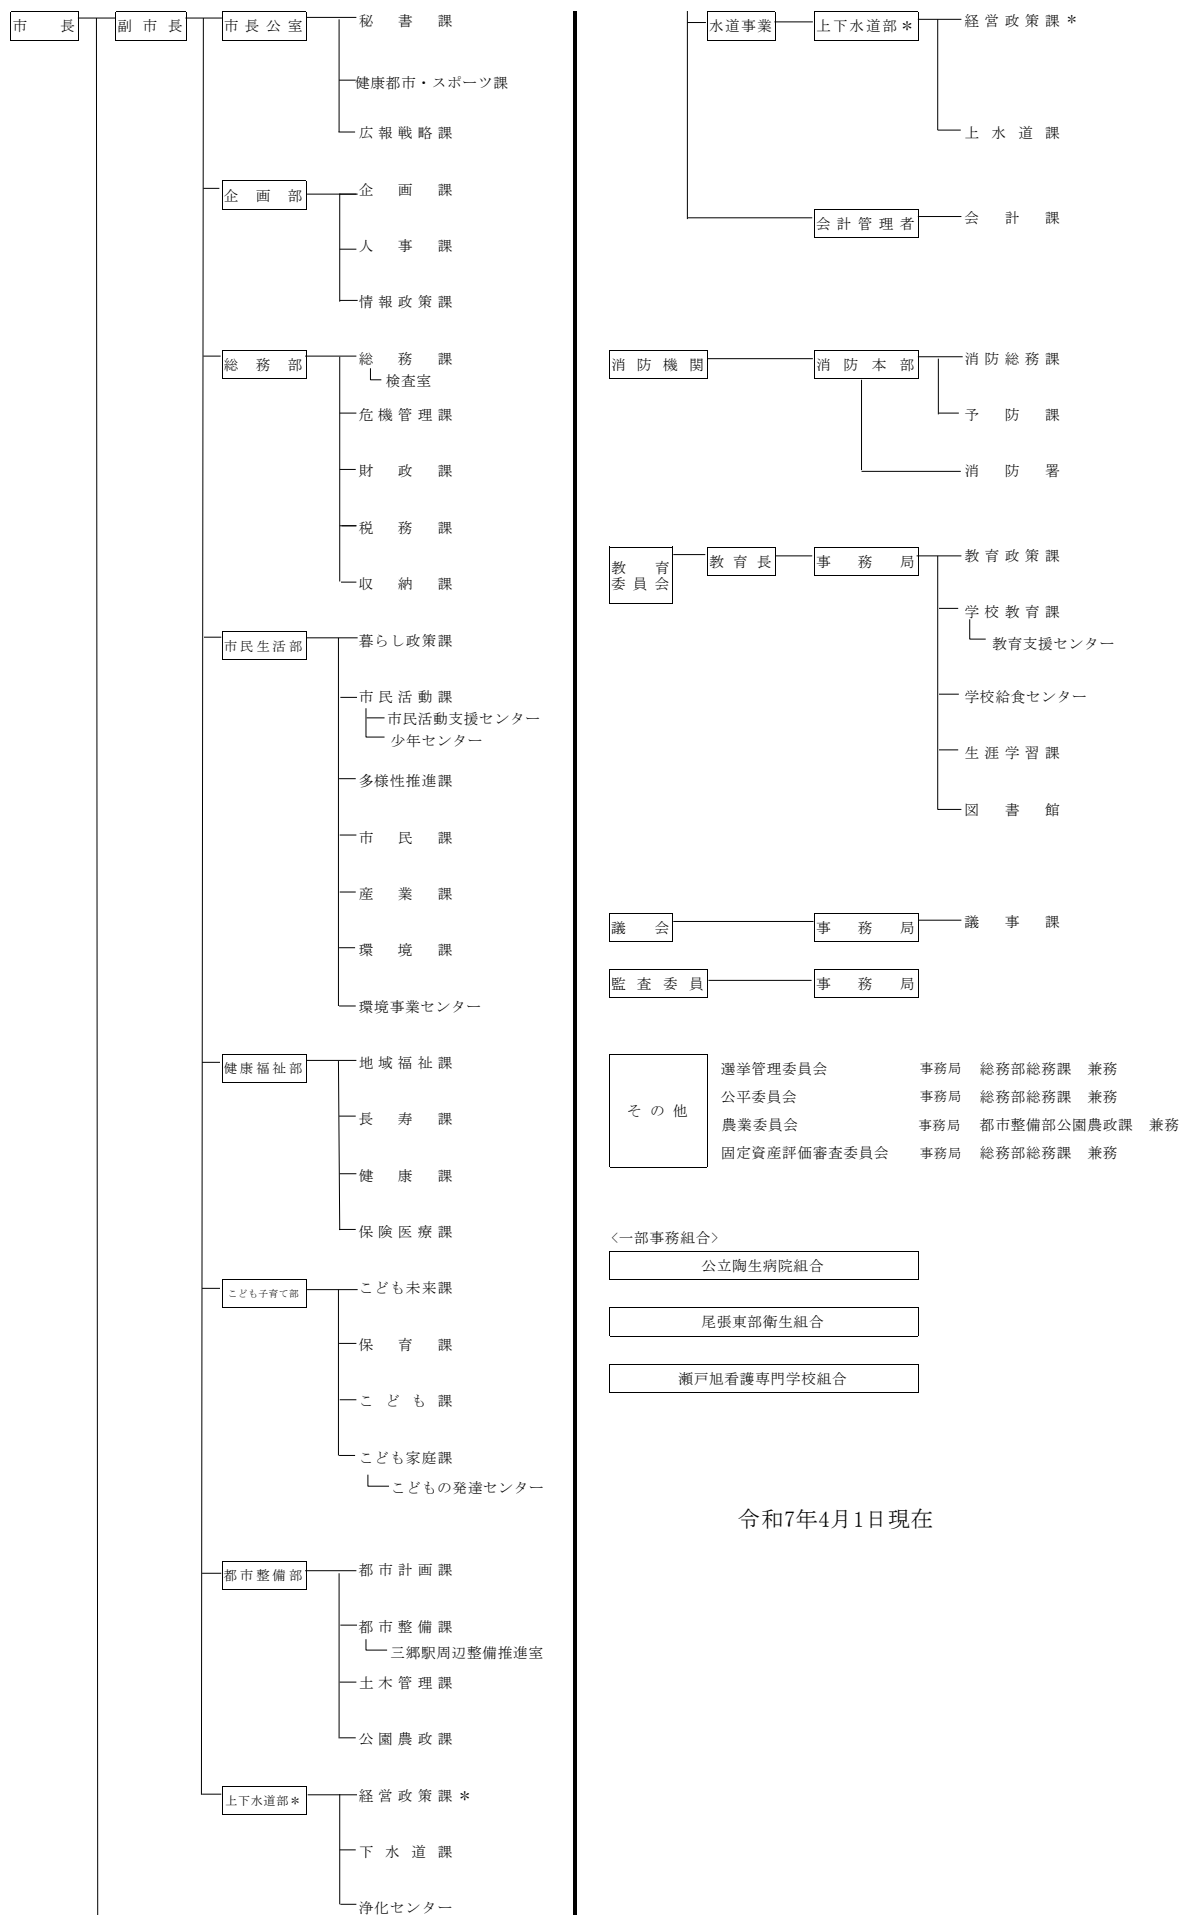 市長
副市長
市長公室
秘書課
健康都市・スポーツ課
広報戦略課
企画部
企画課
人事課
情報政策課
総務部
総務課
検査室
危機管理課
財政課
税務課
収納課
市民生活部
暮らし政策課
市民活動課
市民活動支援センター
少年センター
多様性推進課
市民課
産業課
環境課
環境事業センター
健康福祉部
地域福祉課
長寿課
健康課
保険医療課
こども子育て部
こども未来課
保育課
こども課
こども家庭課
こどもの発達センター
都市整備部
都市計画課
都市整備課
三郷駅周辺整備推進室
土木管理課
公園農政課
上下水道部＊
経営政策課＊
下水道課
浄化センター
水道事業
上下水道部＊
経営政策課＊
上水道課
会計管理者
会計課
消防機関
消防本部
消防総務課
予防課
消防署
教育
委員会
教育長
事務局
教育政策課
学校教育課
教育支援センター
学校給食センター
生涯学習課
図書館
議会
事務局
議事課
監査委員
事務局
その他
選挙管理委員会 事務局 総務部総務課 兼務
公平委員会 事務局 総務部総務課 兼務
農業委員会 事務局 都市整備部公園農政課 兼務
固定資産評価審査委員会 事務局 総務部総務課 兼務
<一部事務組合>
公立陶生病院組合
尾張東部衛生組合
瀬戸旭看護専門学校組合
令和7年4月1日現在